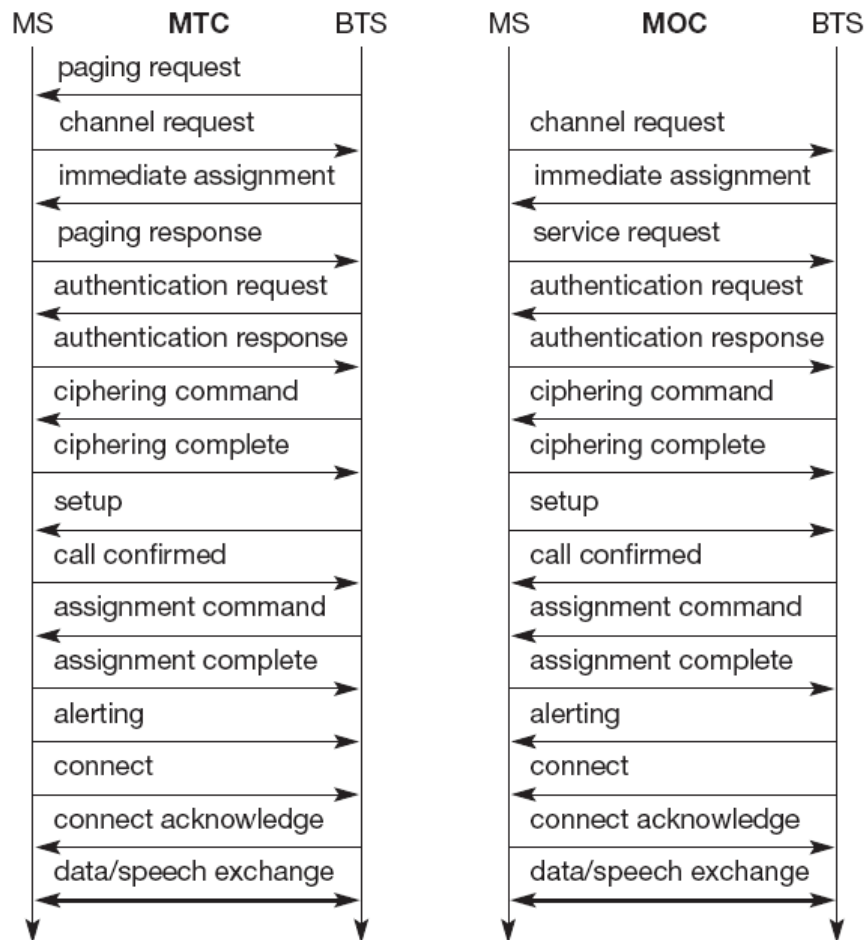 MS MTC BTS
paging request
channel request
immediate assignment
paging response
authentication request
authentication response
ciphering command
ciphering complete
setup
call confirmed
assignment command
assignment complete
alerting
connect
connect acknowledge
data/speech exchange
MS MOC BTS
channel request
immediate assignment
service request
authentication request
authentication response
ciphering command
ciphering complete
setup
call confirmed
assignment command
assignment complete
alerting
connect
connect acknowledge
data/speech exchange